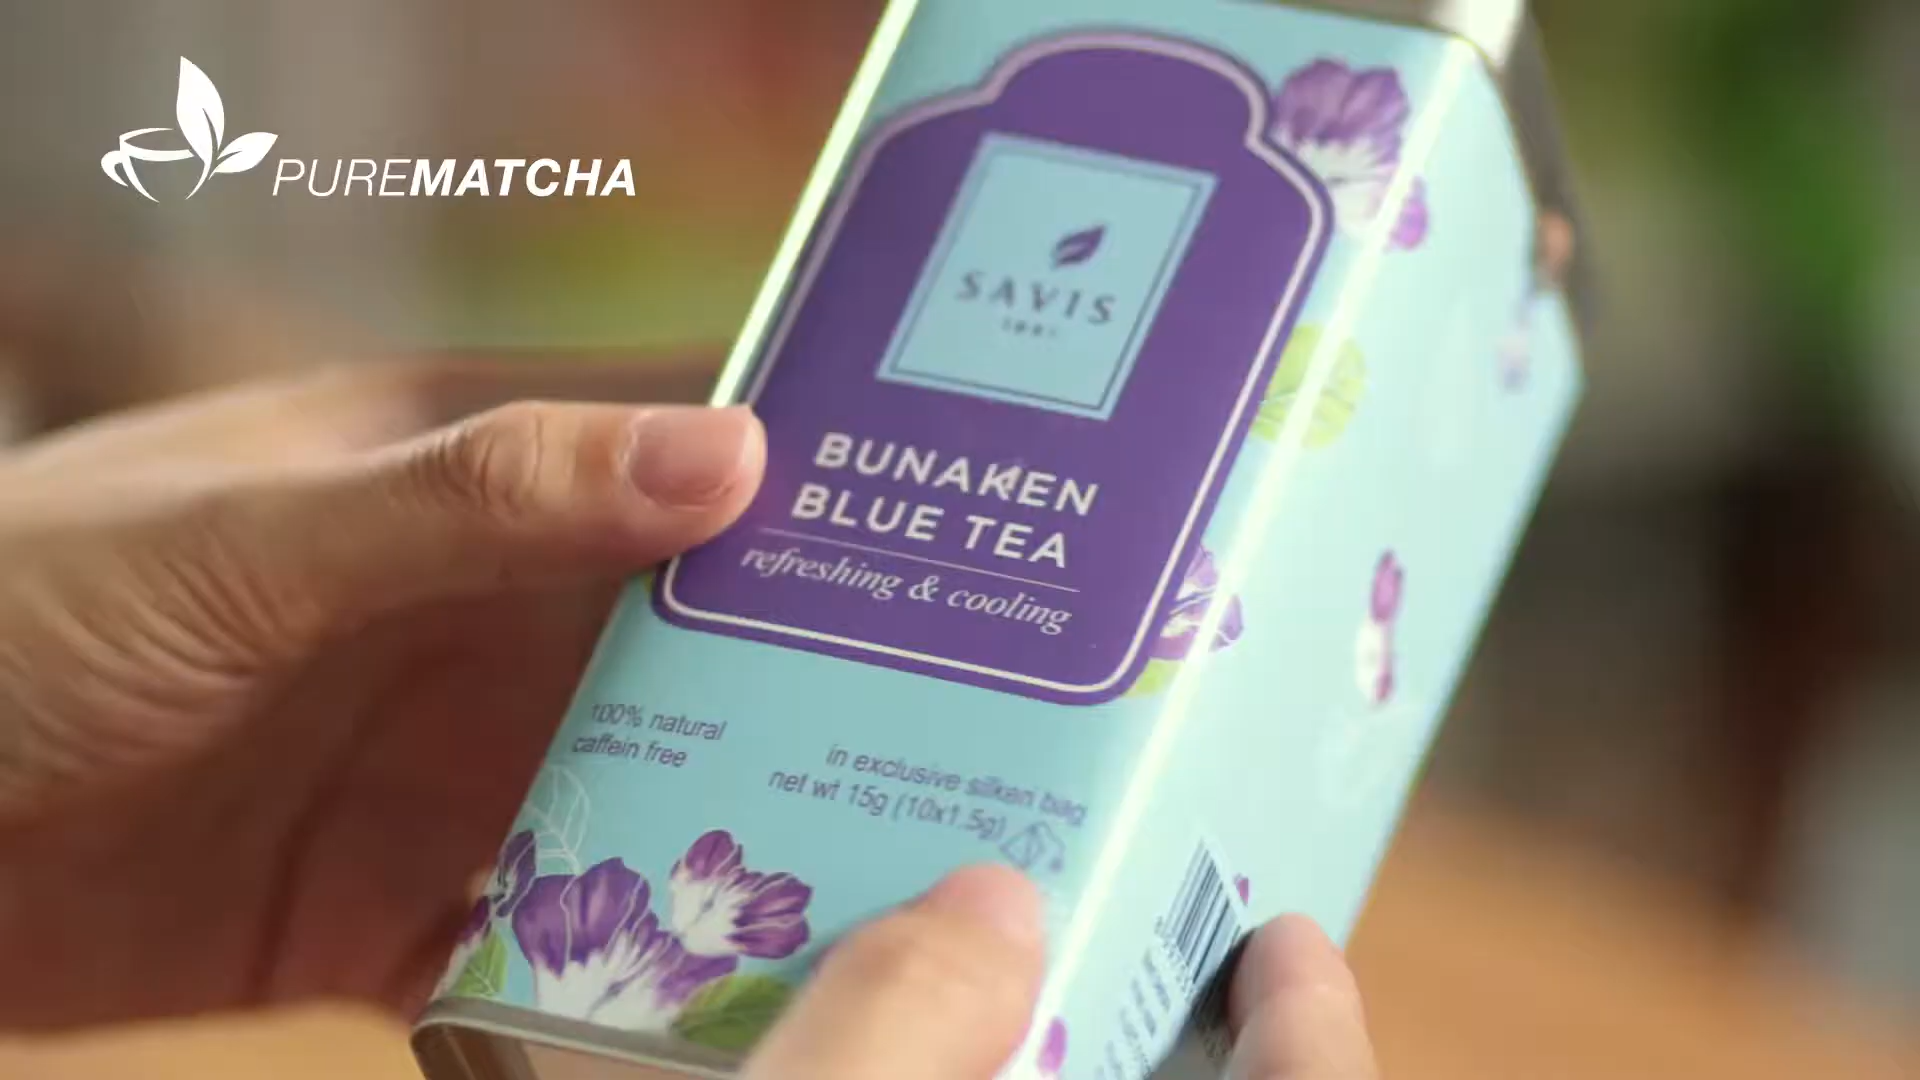 PUREMATCHA
SAVIS
BUNAKEN
BLUE TEA
refreshing & cooling
100% natural
caffein free
in exclusive silken bag
net wt 15g (10x1.5g)